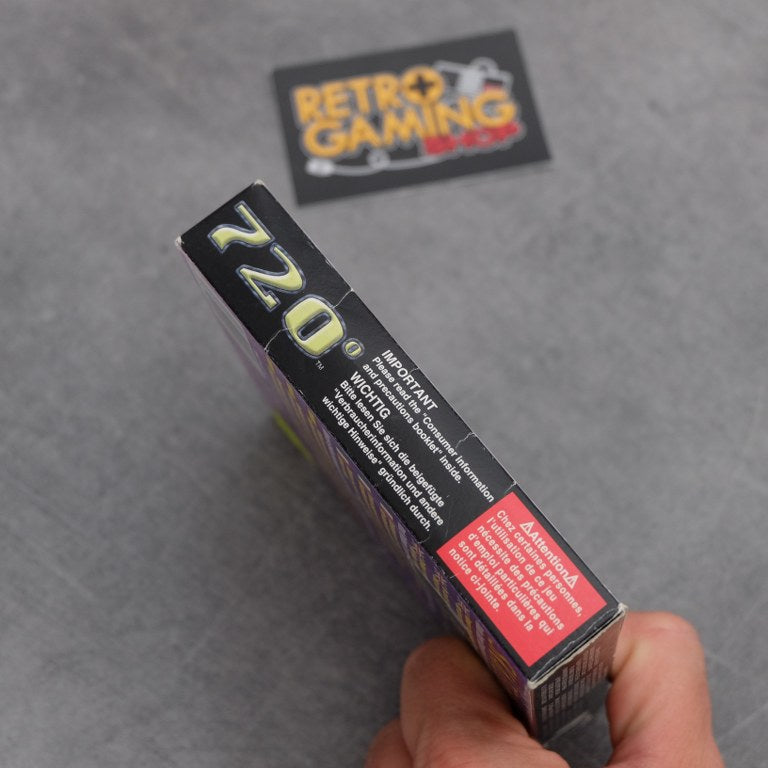 RETRO
GAMING
SHOP
720°
™
IMPORTANT
Please read the "Consumer information
and precautions booklet" inside.
WICHTIG
Bitte lesen Sie sich die beigefügte
"Verbraucherinformation und andere
wichtige Hinweise" gründlich durch.
⚠Attention⚠
Chez certaines personnes,
l'utilisation de ce jeu
nécessite des précautions
d'emploi particulières qui
sont détaillées dans la
notice ci-jointe.